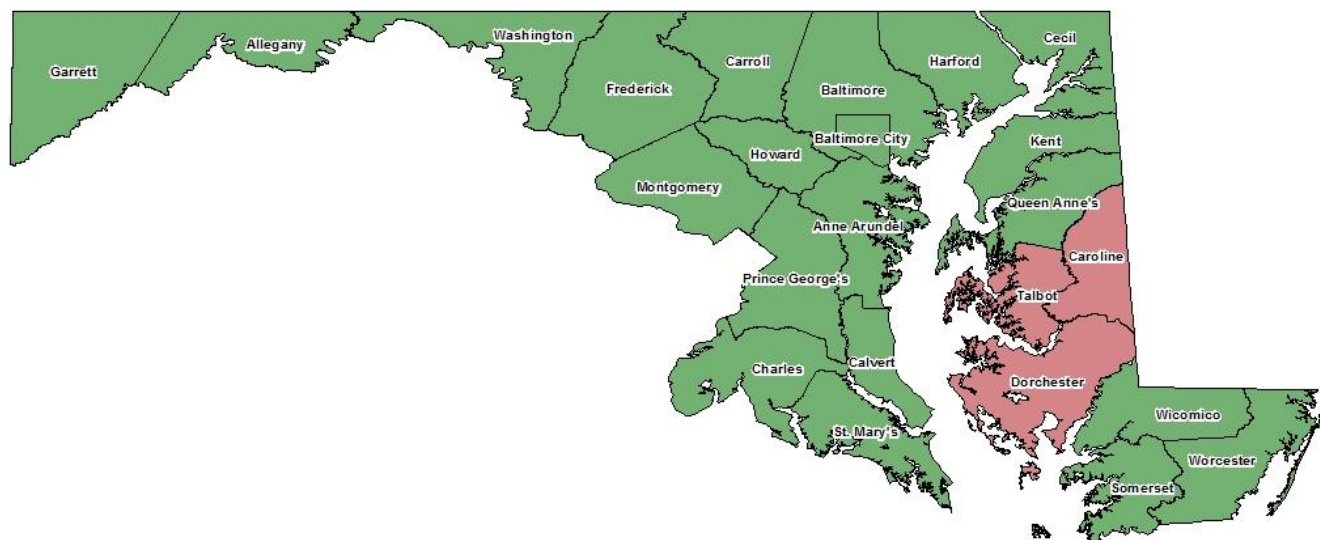 Washington
Cecil
Allegany
Carroll
Harford
Garrett
Frederick
Baltimore
Baltimore City
Kent
Howard
Montgomery
Queen Anne's
Anne Arundel
Caroline
Prince George's
Talbot
Calvert
Charles
Dorchester
Wicomico
St. Mary's
Worcester
Somerset